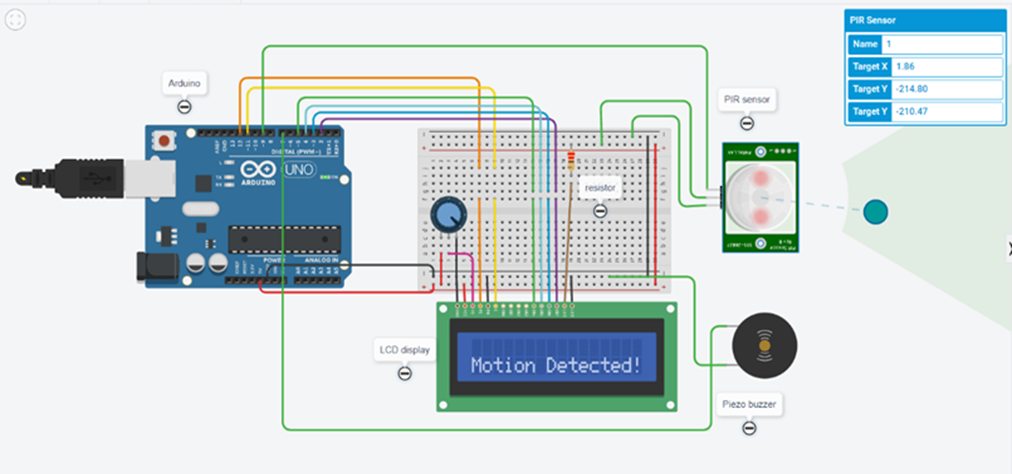 PIR Sensor
Name 1
Target X 1.86
Target Y -214.80
Target Y -210.47
Arduino
PIR sensor
DIGITAL (PWM~)
UNO
ARDUINO
resistor
POWER ANALOG IN
LCD display
Motion Detected!
Piezo buzzer